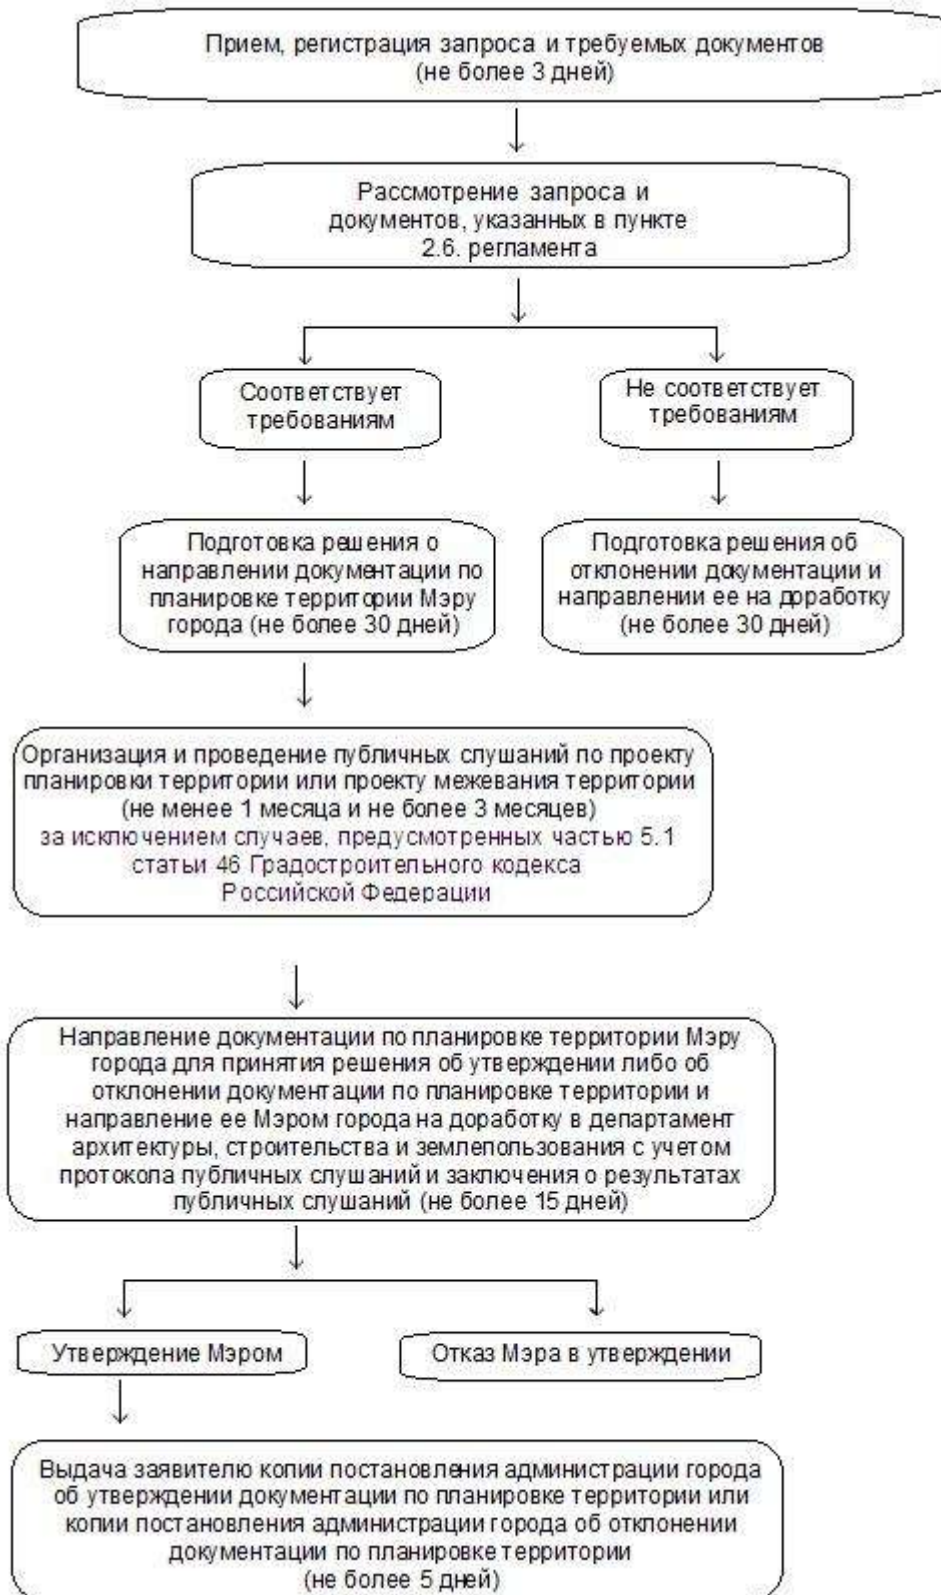 Прием, регистрация запроса и требуемых документов
(не более 3 дней)
Рассмотрение запроса и
документов, указанных в пункте
2.6. регламента
Соответствует
требованиям
Не соответствует
требованиям
Подготовка решения о
направлении документации по
планировке территории Мэру
города (не более 30 дней)
Подготовка решения об
отклонении документации и
направлении ее на доработку
(не более 30 дней)
Организация и проведение публичных слушаний по проекту
планировки территории или проекту межевания территории
(не менее 1 месяца и не более 3 месяцев)
за исключением случаев, предусмотренных частью 5.1
статьи 46 Градостроительного кодекса
Российской Федерации
Направление документации по планировке территории Мэру
города для принятия решения об утверждении либо об
отклонении документации по планировке территории и
направление ее Мэром города на доработку в департамент
архитектуры, строительства и землепользования с учетом
протокола публичных слушаний и заключения о результатах
публичных слушаний (не более 15 дней)
Утверждение Мэром
Отказ Мэра в утверждении
Выдача заявителю копии постановления администрации города
об утверждении документации по планировке территории или
копии постановления администрации города об отклонении
документации по планировке территории
(не более 5 дней)